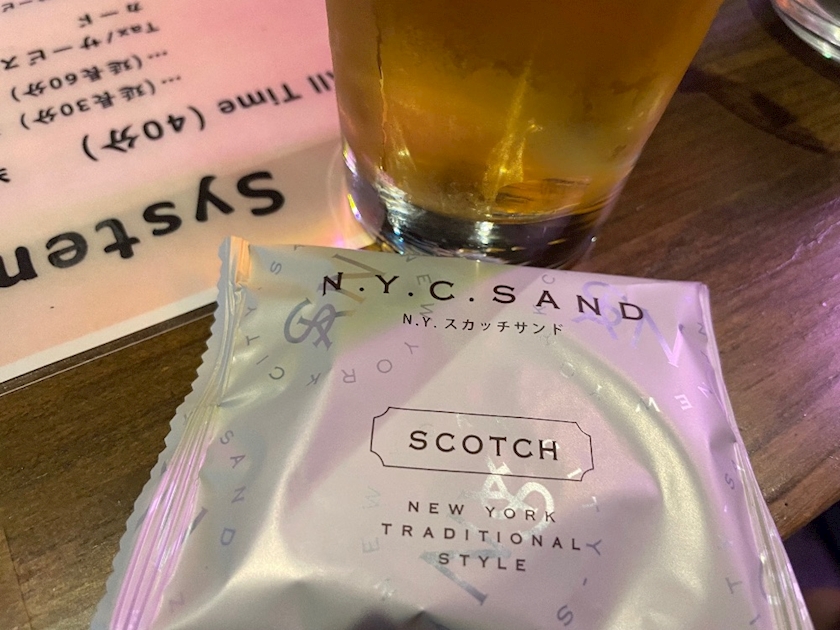 System
All Time (40分)
…(延長30分)
…(延長60分)
Tax/サービス
カード
N.Y.C.SAND
N.Y. スカッチサンド
SCOTCH
NEW YORK
TRADITIONAL
STYLE